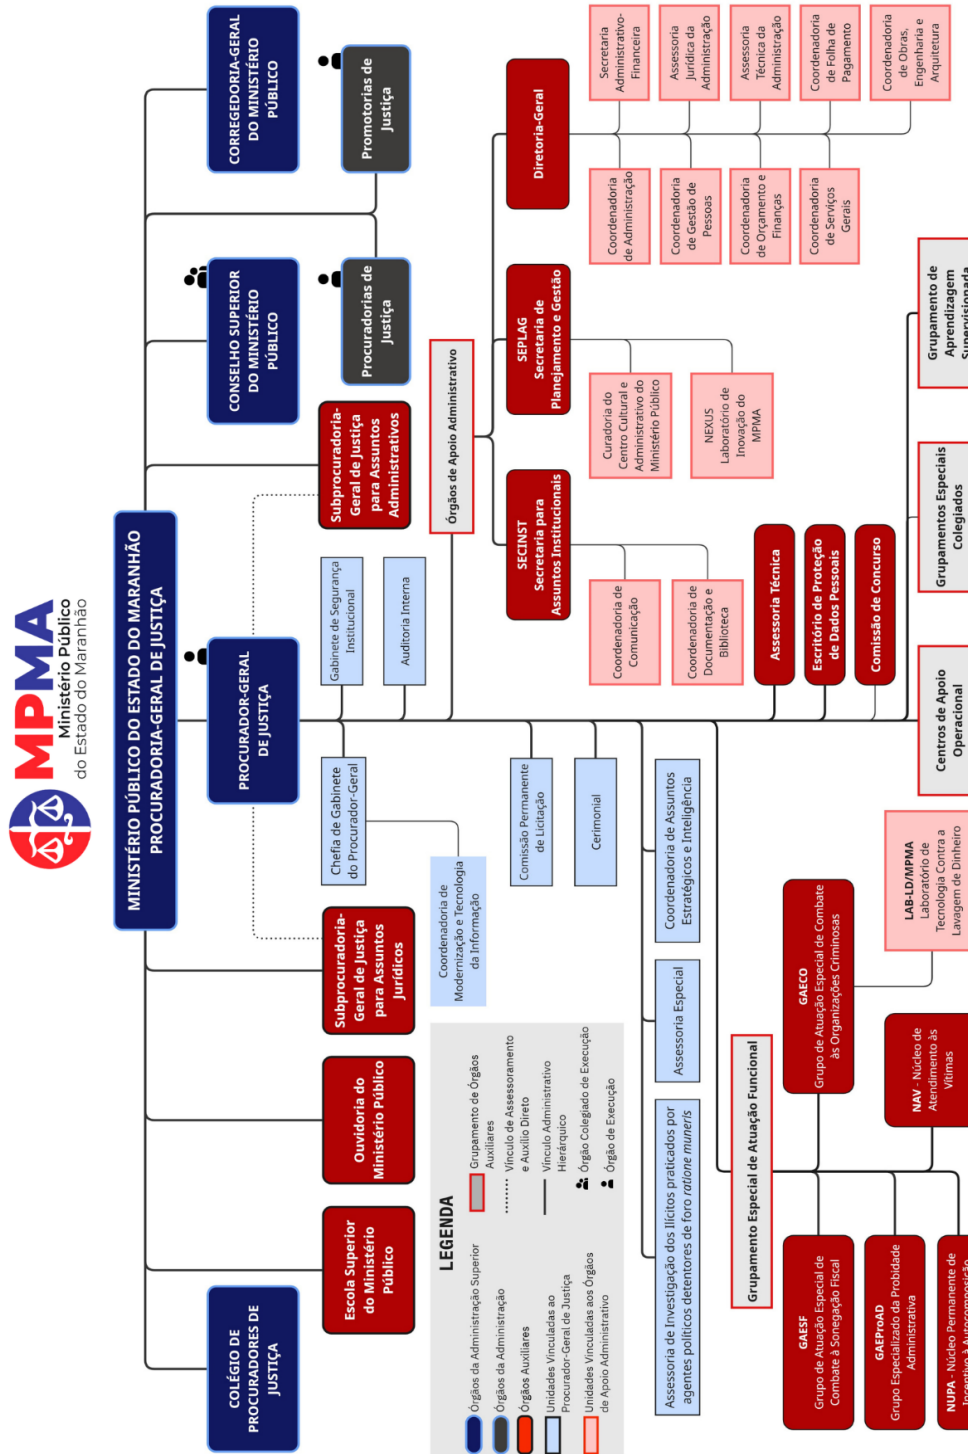 MPMA
Ministério Público
do Estado do Maranhão
MINISTÉRIO PÚBLICO DO ESTADO DO MARANHÃO
PROCURADORIA-GERAL DE JUSTIÇA
COLÉGIO DE
PROCURADORES DE
JUSTIÇA
PROCURADOR-GERAL
DE JUSTIÇA
CONSELHO SUPERIOR
DO MINISTÉRIO
PÚBLICO
CORREGEDORIA-GERAL
DO MINISTÉRIO
PÚBLICO
Escola Superior
do Ministério
Público
Ouvidoria do
Ministério Público
Subprocuradoria-
Geral de Justiça
para Assuntos
Jurídicos
Subprocuradoria-
Geral de Justiça
para Assuntos
Administrativos
Procuradorias de
Justiça
Promotorias de
Justiça
Chefia de Gabinete
do Procurador-Geral
Gabinete de Segurança
Institucional
Auditoria Interna
Coordenadoria de
Modernização e Tecnologia
da Informação
Órgãos de Apoio Administrativo
Comissão Permanente
de Licitação
Cerimonial
SECINST
Secretaria para
Assuntos Institucionais
SEPLAG
Secretaria de
Planejamento e Gestão
Diretoria-Geral
Coordenadoria de
Comunicação
Coordenadoria de
Documentação e
Biblioteca
Curadoria do
Centro Cultural e
Administrativo do
Ministério Público
NEXUS
Laboratório de
Inovação do
MPMA
Coordenadoria
de Administração
Secretaria
Administrativo-
Financeira
Coordenadoria
de Gestão de
Pessoas
Assessoria
Jurídica da
Administração
Coordenadoria
de Orçamento e
Finanças
Assessoria
Técnica da
Administração
Coordenadoria
de Serviços
Gerais
Coordenadoria
de Folha de
Pagamento
Coordenadoria
de Obras,
Engenharia e
Arquitetura
LEGENDA
Órgãos da Administração Superior
Órgãos da Administração
Órgãos Auxiliares
Unidades Vinculadas ao
Procurador-Geral de Justiça
Unidades Vinculadas aos Órgãos
de Apoio Administrativo
Grupamento de Órgãos
Auxiliares
Vínculo de Assessoramento
e Auxílio Direto
Vínculo Administrativo
Hierárquico
Órgão Colegiado de Execução
Órgão de Execução
Assessoria de Investigação dos Ilícitos praticados por
agentes políticos detentores de foro ratione muneris
Assessoria Especial
Coordenadoria de Assuntos
Estratégicos e Inteligência
Grupamento Especial de Atuação Funcional
GAESF
Grupo de Atuação Especial de
Combate à Sonegação Fiscal
GAECO
Grupo de Atuação Especial de Combate
às Organizações Criminosas
GAEProAD
Grupo Especializado da Probidade
Administrativa
LAB-LD/MPMA
Laboratório de
Tecnologia Contra a
Lavagem de Dinheiro
NAV - Núcleo de
Atendimento às
Vítimas
NUPA - Núcleo Permanente de
Incentivo à Autocomposição
Assessoria Técnica
Escritório de Proteção
de Dados Pessoais
Comissão de Concurso
Centros de Apoio
Operacional
Grupamentos Especiais
Colegiados
Grupamento de
Aprendizagem
Supervisionada